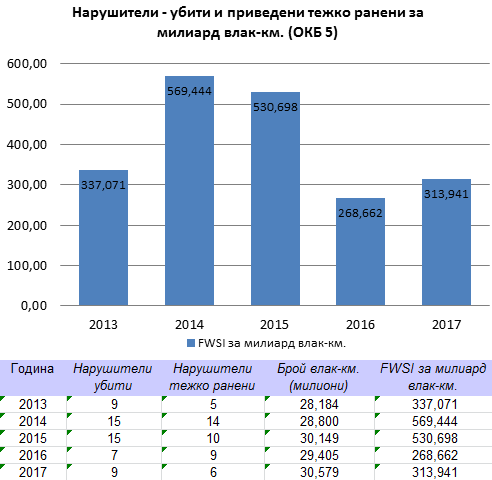 Нарушители - убити и приведени тежко ранени за
милиард влак-км. (ОКБ 5)
600,00
500,00
400,00
300,00
200,00
100,00
0,00
337,071
569,444
530,698
268,662
313,941
2013 2014 2015 2016 2017
FWSI за милиард влак-км.
Година Нарушители убити Нарушители тежко ранени Брой влак-км. (милиони) FWSI за милиард влак-км.
2013 9 5 28,184 337,071
2014 15 14 28,800 569,444
2015 15 10 30,149 530,698
2016 7 9 29,405 268,662
2017 9 6 30,579 313,941